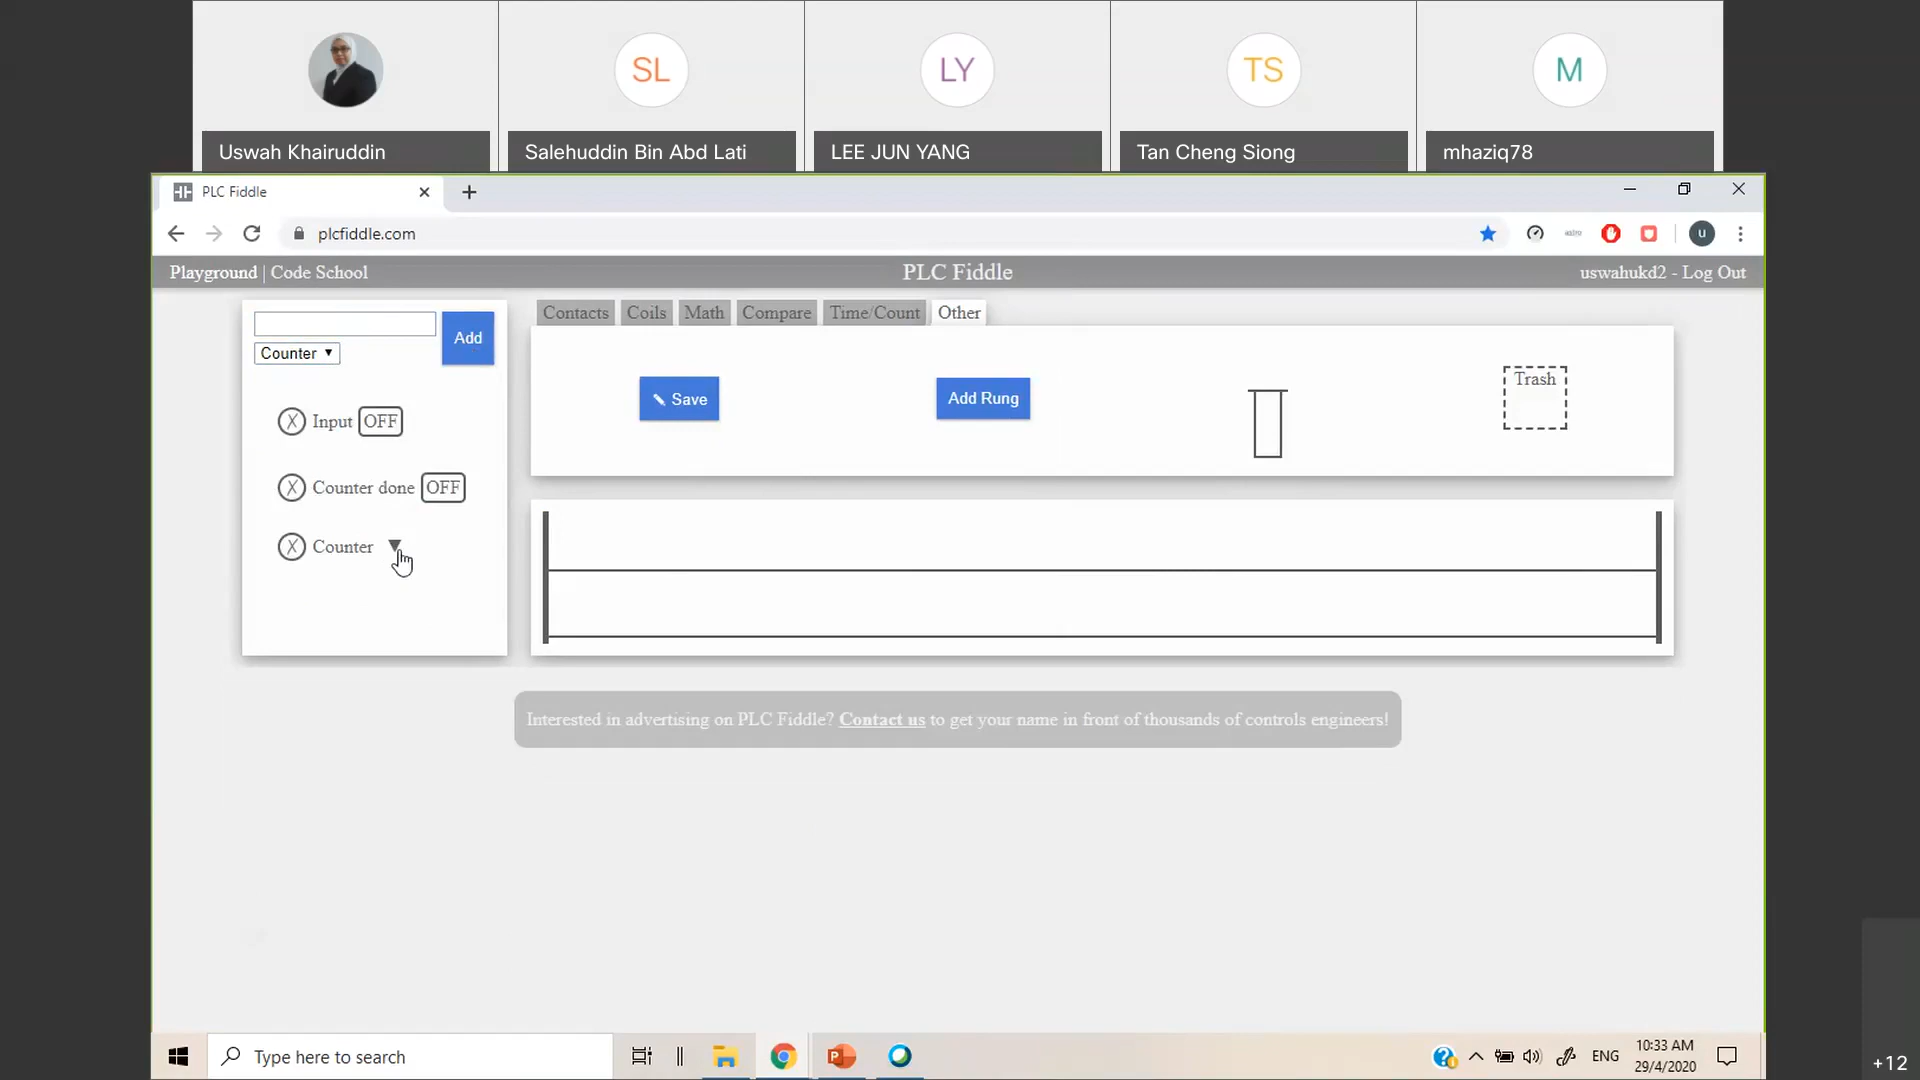 SL
LY
TS
M
Uswah Khairuddin
Salehuddin Bin Abd Lati
LEE JUN YANG
Tan Cheng Siong
mhaziq78
PLC Fiddle
plcfiddle.com
astro
u
Playground | Code School
PLC Fiddle
uswahukd2 - Log Out
Contacts
Coils
Math
Compare
Time/Count
Other
Add
Counter
Save
Add Rung
Trash
X Input OFF
X Counter done OFF
X Counter
Interested in advertising on PLC Fiddle? Contact us to get your name in front of thousands of controls engineers!
Type here to search
ENG
10:33 AM
29/4/2020
+12